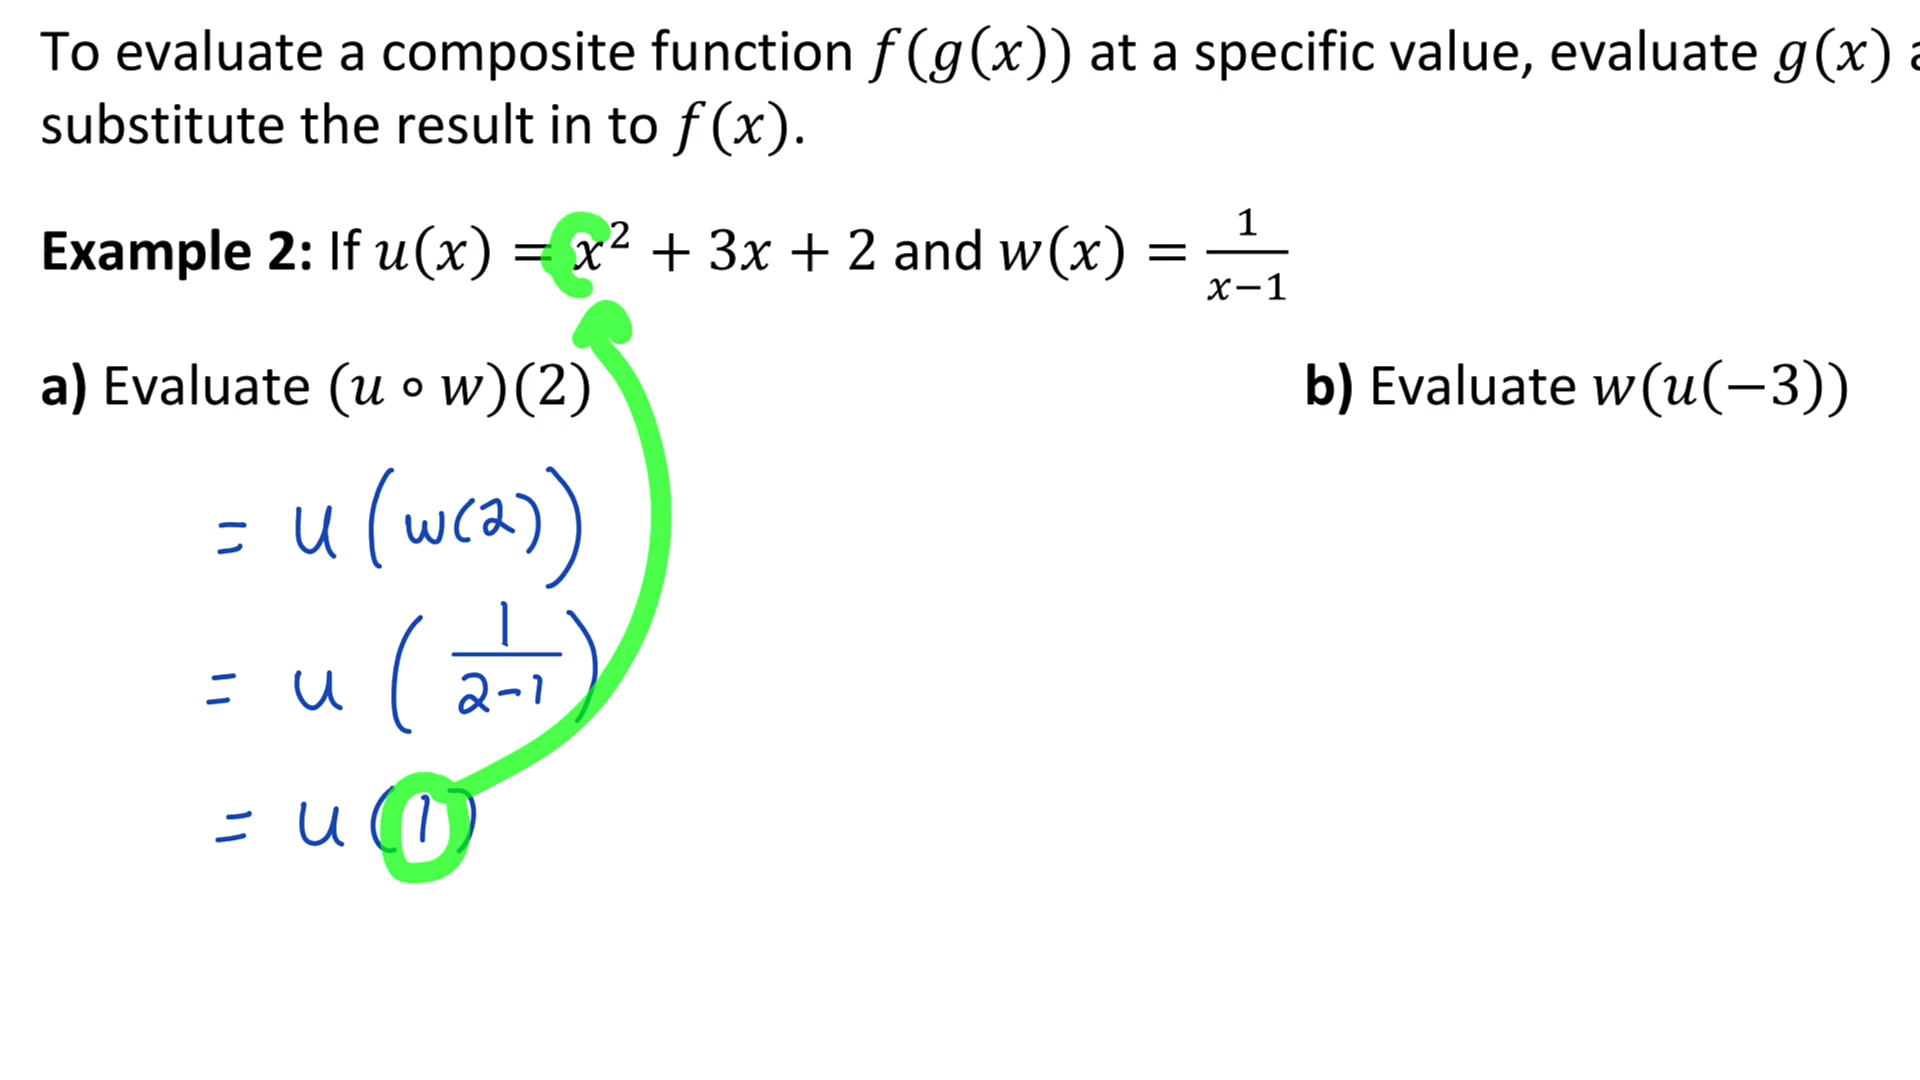 To evaluate a composite function f(g(x)) at a specific value, evaluate g(x)
substitute the result in to f(x).
Example 2: If u(x) = x² + 3x + 2 and w(x) = 1/(x−1)
a) Evaluate (u ∘ w)(2)
b) Evaluate w(u(−3))
= u(w(2))
= u(1/(2-1))
= u(1)